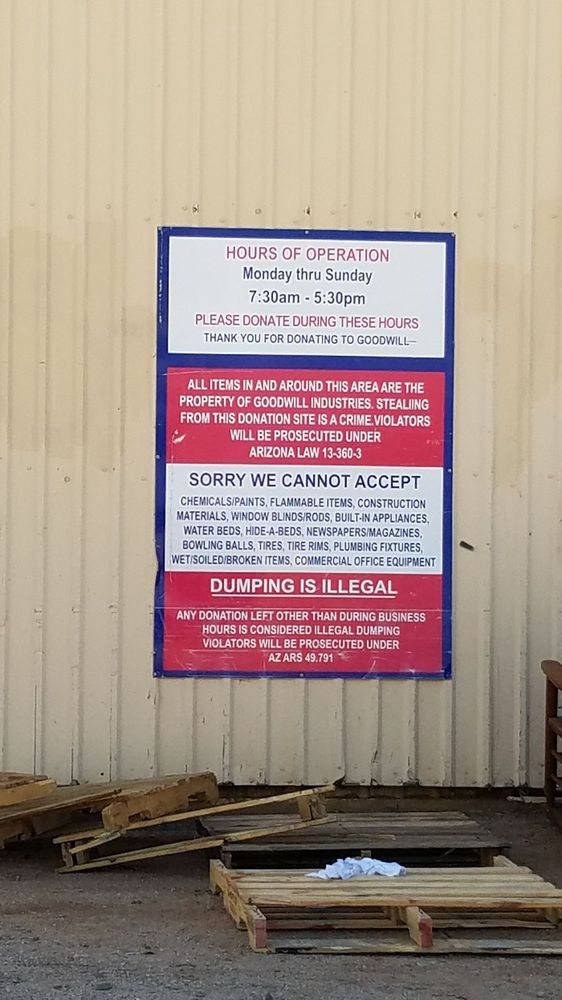 HOURS OF OPERATION
Monday thru Sunday
7:30am - 5:30pm
PLEASE DONATE DURING THESE HOURS
THANK YOU FOR DONATING TO GOODWILL—
ALL ITEMS IN AND AROUND THIS AREA ARE THE
PROPERTY OF GOODWILL INDUSTRIES. STEALIING
FROM THIS DONATION SITE IS A CRIME.VIOLATORS
WILL BE PROSECUTED UNDER
ARIZONA LAW 13-360-3
SORRY WE CANNOT ACCEPT
CHEMICALS/PAINTS, FLAMMABLE ITEMS, CONSTRUCTION
MATERIALS, WINDOW BLINDS/RODS, BUILT-IN APPLIANCES,
WATER BEDS, HIDE-A-BEDS, NEWSPAPERS/MAGAZINES,
BOWLING BALLS, TIRES, TIRE RIMS, PLUMBING FIXTURES,
WET/SOILED/BROKEN ITEMS, COMMERCIAL OFFICE EQUIPMENT
DUMPING IS ILLEGAL
ANY DONATION LEFT OTHER THAN DURING BUSINESS
HOURS IS CONSIDERED ILLEGAL DUMPING
VIOLATORS WILL BE PROSECUTED UNDER
AZ ARS 49.791